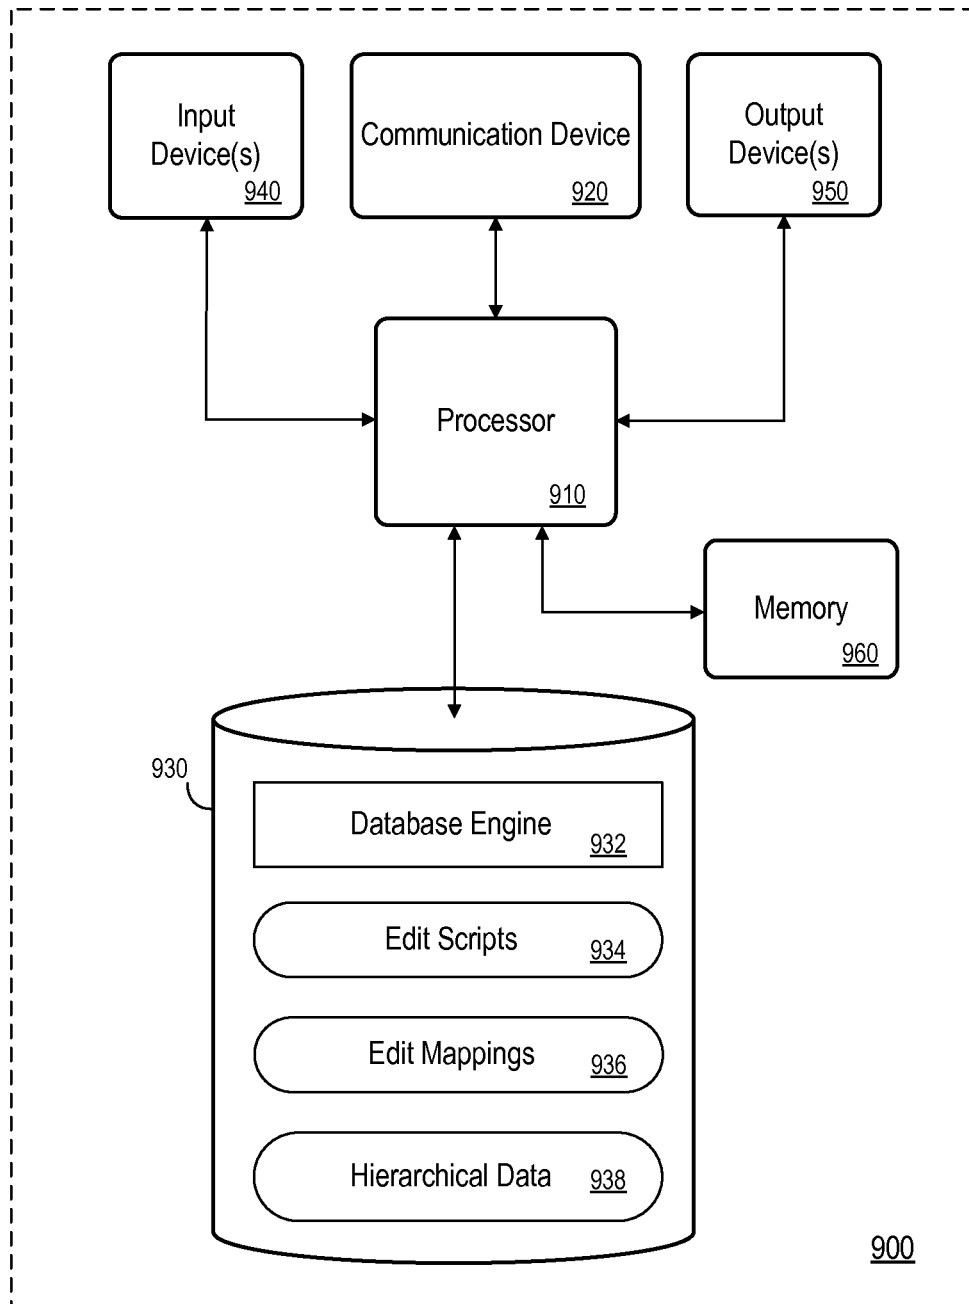 Input
Device(s)
940
Communication Device
920
Output
Device(s)
950
Processor
910
Memory
960
930
Database Engine
932
Edit Scripts
934
Edit Mappings
936
Hierarchical Data
938
900